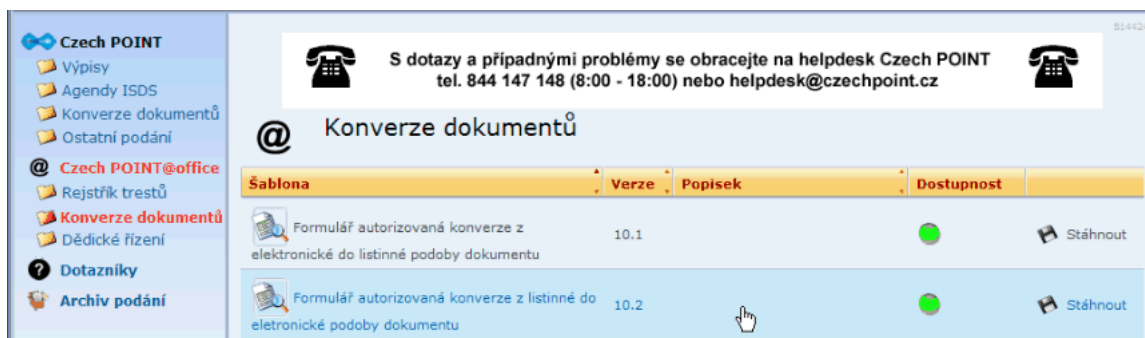 Czech POINT
Výpisy
Agendy ISDS
Konverze dokumentů
Ostatní podání
@ Czech POINT@office
Rejstřík trestů
Konverze dokumentů
Dědické řízení
? Dotazníky
Archiv podání
S dotazy a případnými problémy se obracejte na helpdesk Czech POINT
tel. 844 147 148 (8:00 - 18:00) nebo helpdesk@czechpoint.cz
@ Konverze dokumentů
Šablona Verze Popisek Dostupnost
Formulář autorizovaná konverze z
elektronické do listinné podoby dokumentu
10.1 Stáhnout
Formulář autorizovaná konverze z listinné do
eletronické podoby dokumentu
10.2 Stáhnout